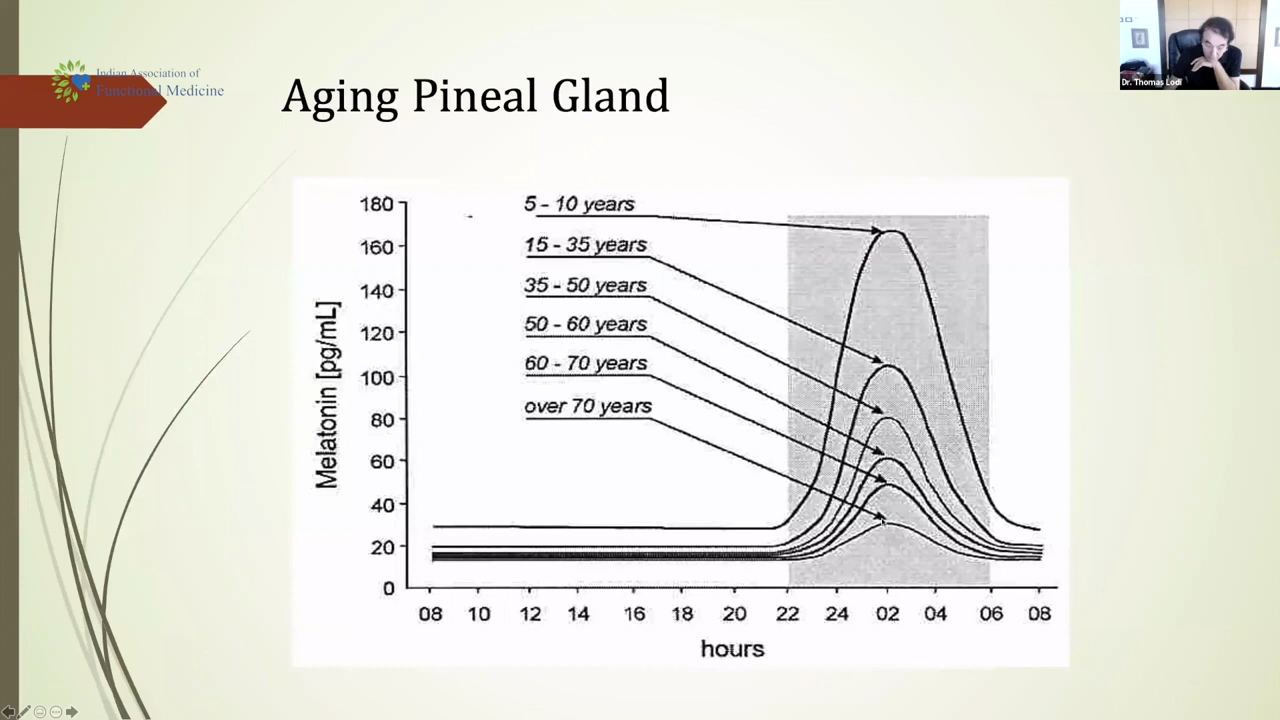 Indian Association of
Functional Medicine
Aging Pineal Gland
Dr. Thomas Lodi
Melatonin [pg/mL]
180
160
140
120
100
80
60
40
20
0
5 - 10 years
15 - 35 years
35 - 50 years
50 - 60 years
60 - 70 years
over 70 years
08 10 12 14 16 18 20 22 24 02 04 06 08
hours